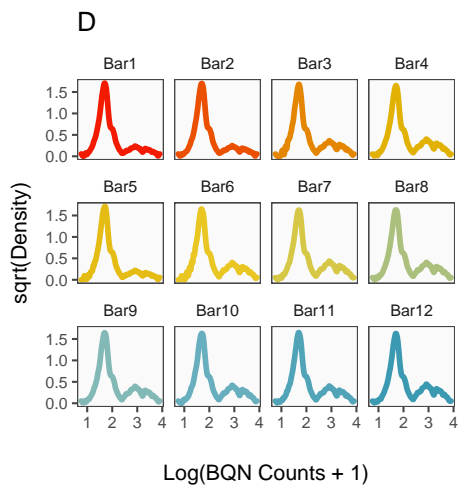 D
Bar1 Bar2 Bar3 Bar4
1.5
1.0
0.5
0.0
Bar5 Bar6 Bar7 Bar8
1.5
1.0
0.5
0.0
sqrt(Density)
Bar9 Bar10 Bar11 Bar12
1.5
1.0
0.5
0.0
1 2 3 4 1 2 3 4 1 2 3 4 1 2 3 4
Log(BQN Counts + 1)